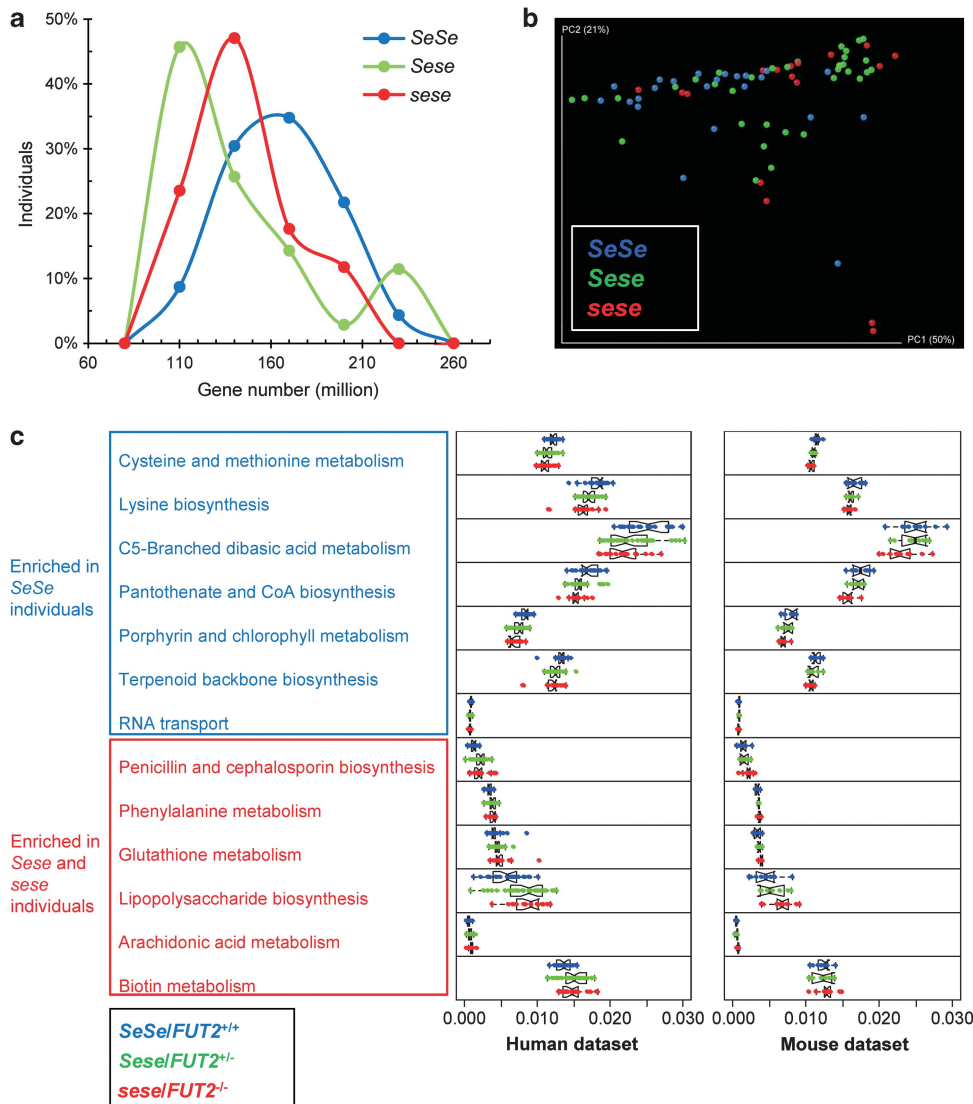 a
50%
40%
30%
20%
10%
0%
Individuals
60
110
160
210
260
Gene number (million)
SeSe
Sese
sese
b
PC2 (21%)
SeSe
Sese
sese
PC1 (50%)
c
Enriched in
SeSe
individuals
Cysteine and methionine metabolism
Lysine biosynthesis
C5-Branched dibasic acid metabolism
Pantothenate and CoA biosynthesis
Porphyrin and chlorophyll metabolism
Terpenoid backbone biosynthesis
RNA transport
Enriched in
Sese and
sese
individuals
Penicillin and cephalosporin biosynthesis
Phenylalanine metabolism
Glutathione metabolism
Lipopolysaccharide biosynthesis
Arachidonic acid metabolism
Biotin metabolism
0.000 0.010 0.020 0.030
Human dataset
0.000 0.010 0.020 0.030
Mouse dataset
SeSe/FUT2+/+
Sese/FUT2+/-
sese/FUT2-/-